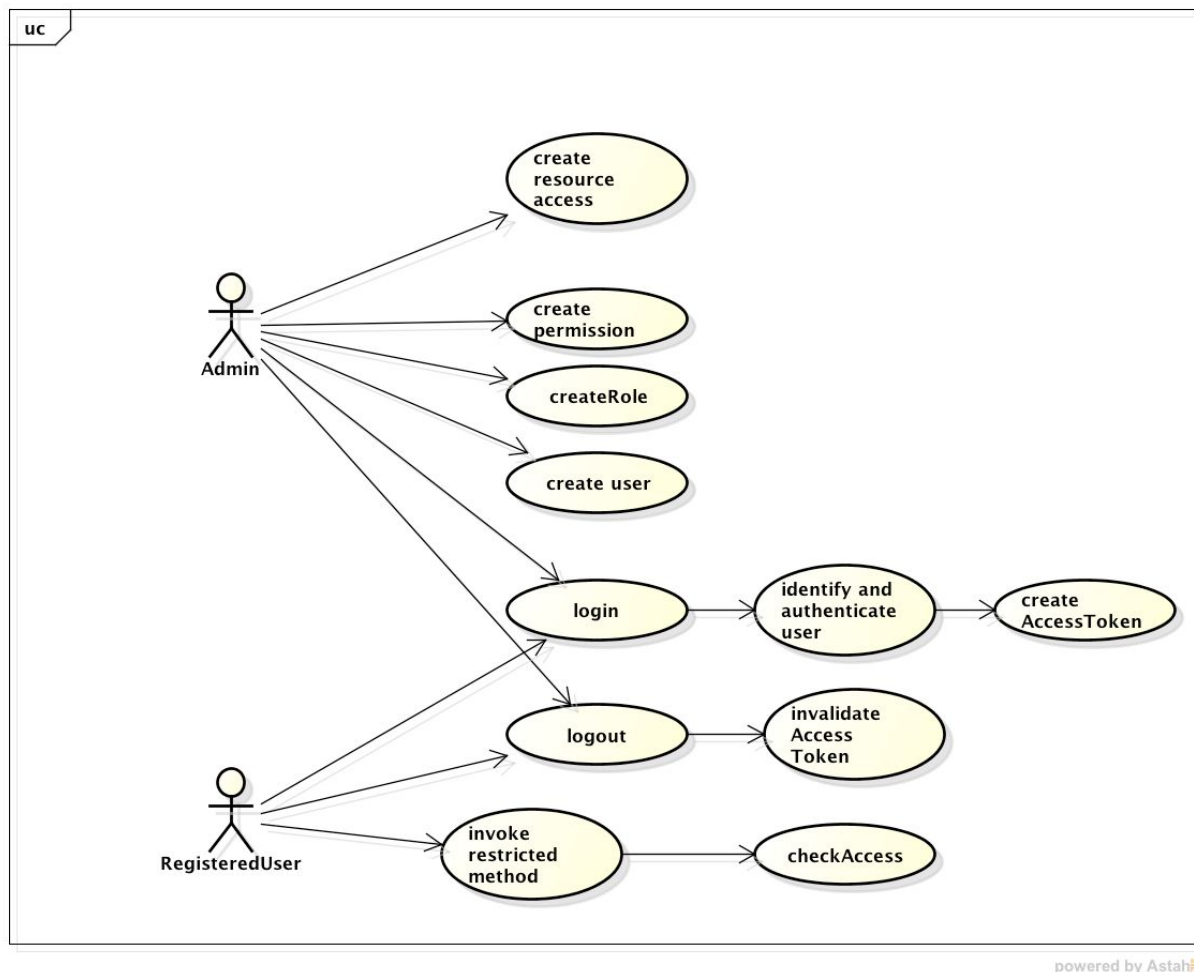 uc
create
resource
access
create
permission
Admin
createRole
create user
login
identify and
authenticate
user
create
AccessToken
logout
invalidate
Access
Token
RegisteredUser
invoke
restricted
method
checkAccess
powered by Astah